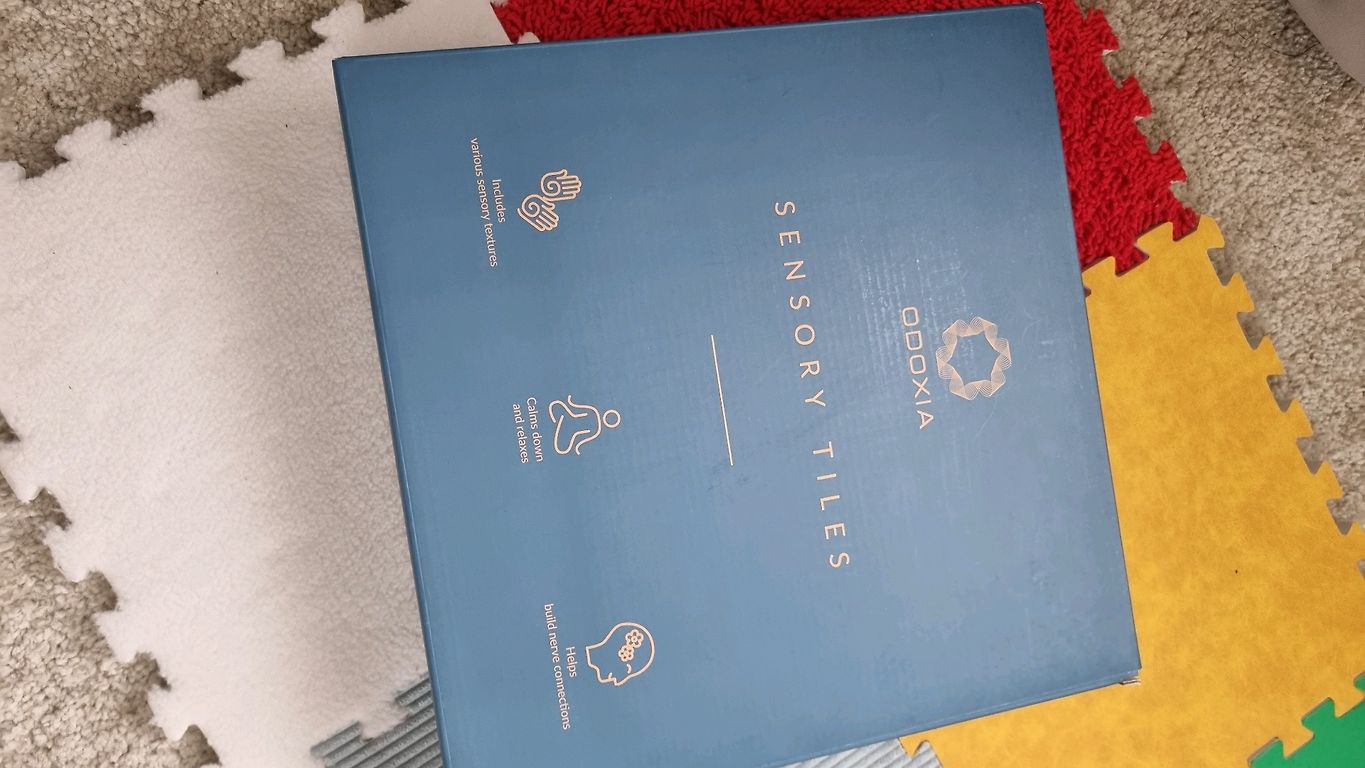 ODOXIA
SENSORY TILES
Includes
various sensory textures
Calms down
and relaxes
Helps
build nerve connections